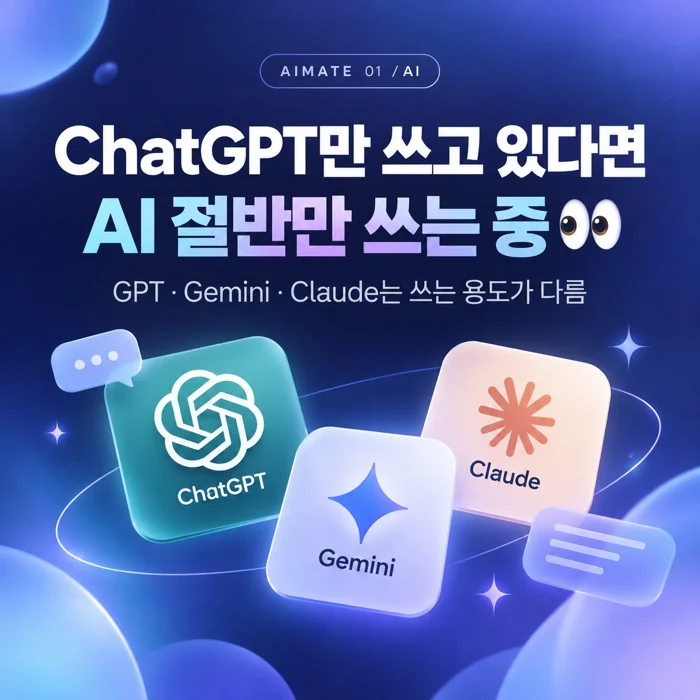 AIMATE 01 / AI
ChatGPT만 쓰고 있다면
AI 절반만 쓰는 중👀
GPT · Gemini · Claude는 쓰는 용도가 다름
ChatGPT
Claude
Gemini